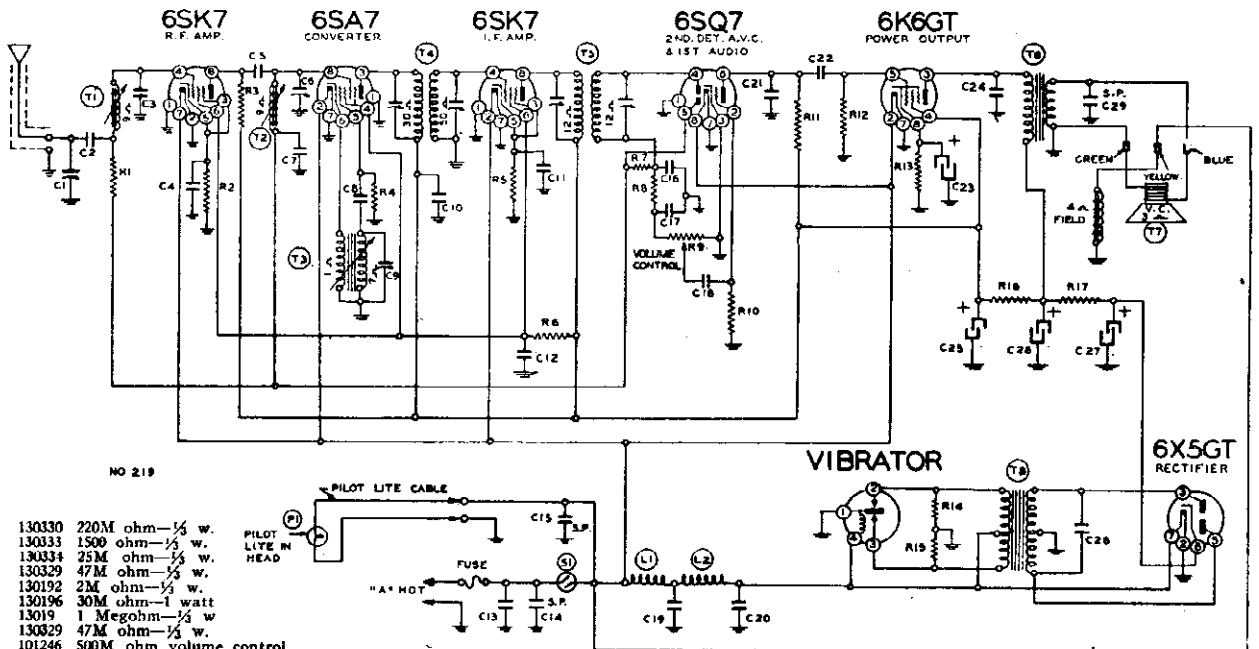 6SK7
R.F. AMP.
6SA7
CONVERTER
6SK7
I.F. AMP.
6SQ7
2ND. DET. A.V.C.
& 1ST AUDIO
6K6GT
POWER OUTPUT
T1
C3
C2
C1
R1
C4
R2
C5
R3
T2
C6
C7
T3
C8
R4
C9
T4
C10
R5
C11
R6
C12
T5
12Ω
12Ω
R7
R8
C16
C17
R9
VOLUME
CONTROL
C18
R10
C21
C22
R11
R12
R13
C23
C24
T6
S.P.
C29
GREEN
YELLOW
BLUE
4Ω
FIELD
V.C.
T7
R16
R17
C25
C28
C27
NO 219
PILOT LITE CABLE
P1
PILOT
LITE IN
HEAD
C15
S.P.
FUSE
"A" HOT
C13
S.P.
C14
S1
L1
L2
C19
C20
VIBRATOR
R14
R15
T8
C26
6X5GT
RECTIFIER
130330 220M ohm—⅓ w.
130333 1500 ohm—⅓ w.
130334 25M ohm—⅓ w.
130329 47M ohm—⅓ w.
130192 2M ohm—⅓ w.
130196 30M ohm—1 watt
13019 1 Megohm—⅓ w
130329 47M ohm—⅓ w.
101246 500M ohm volume control